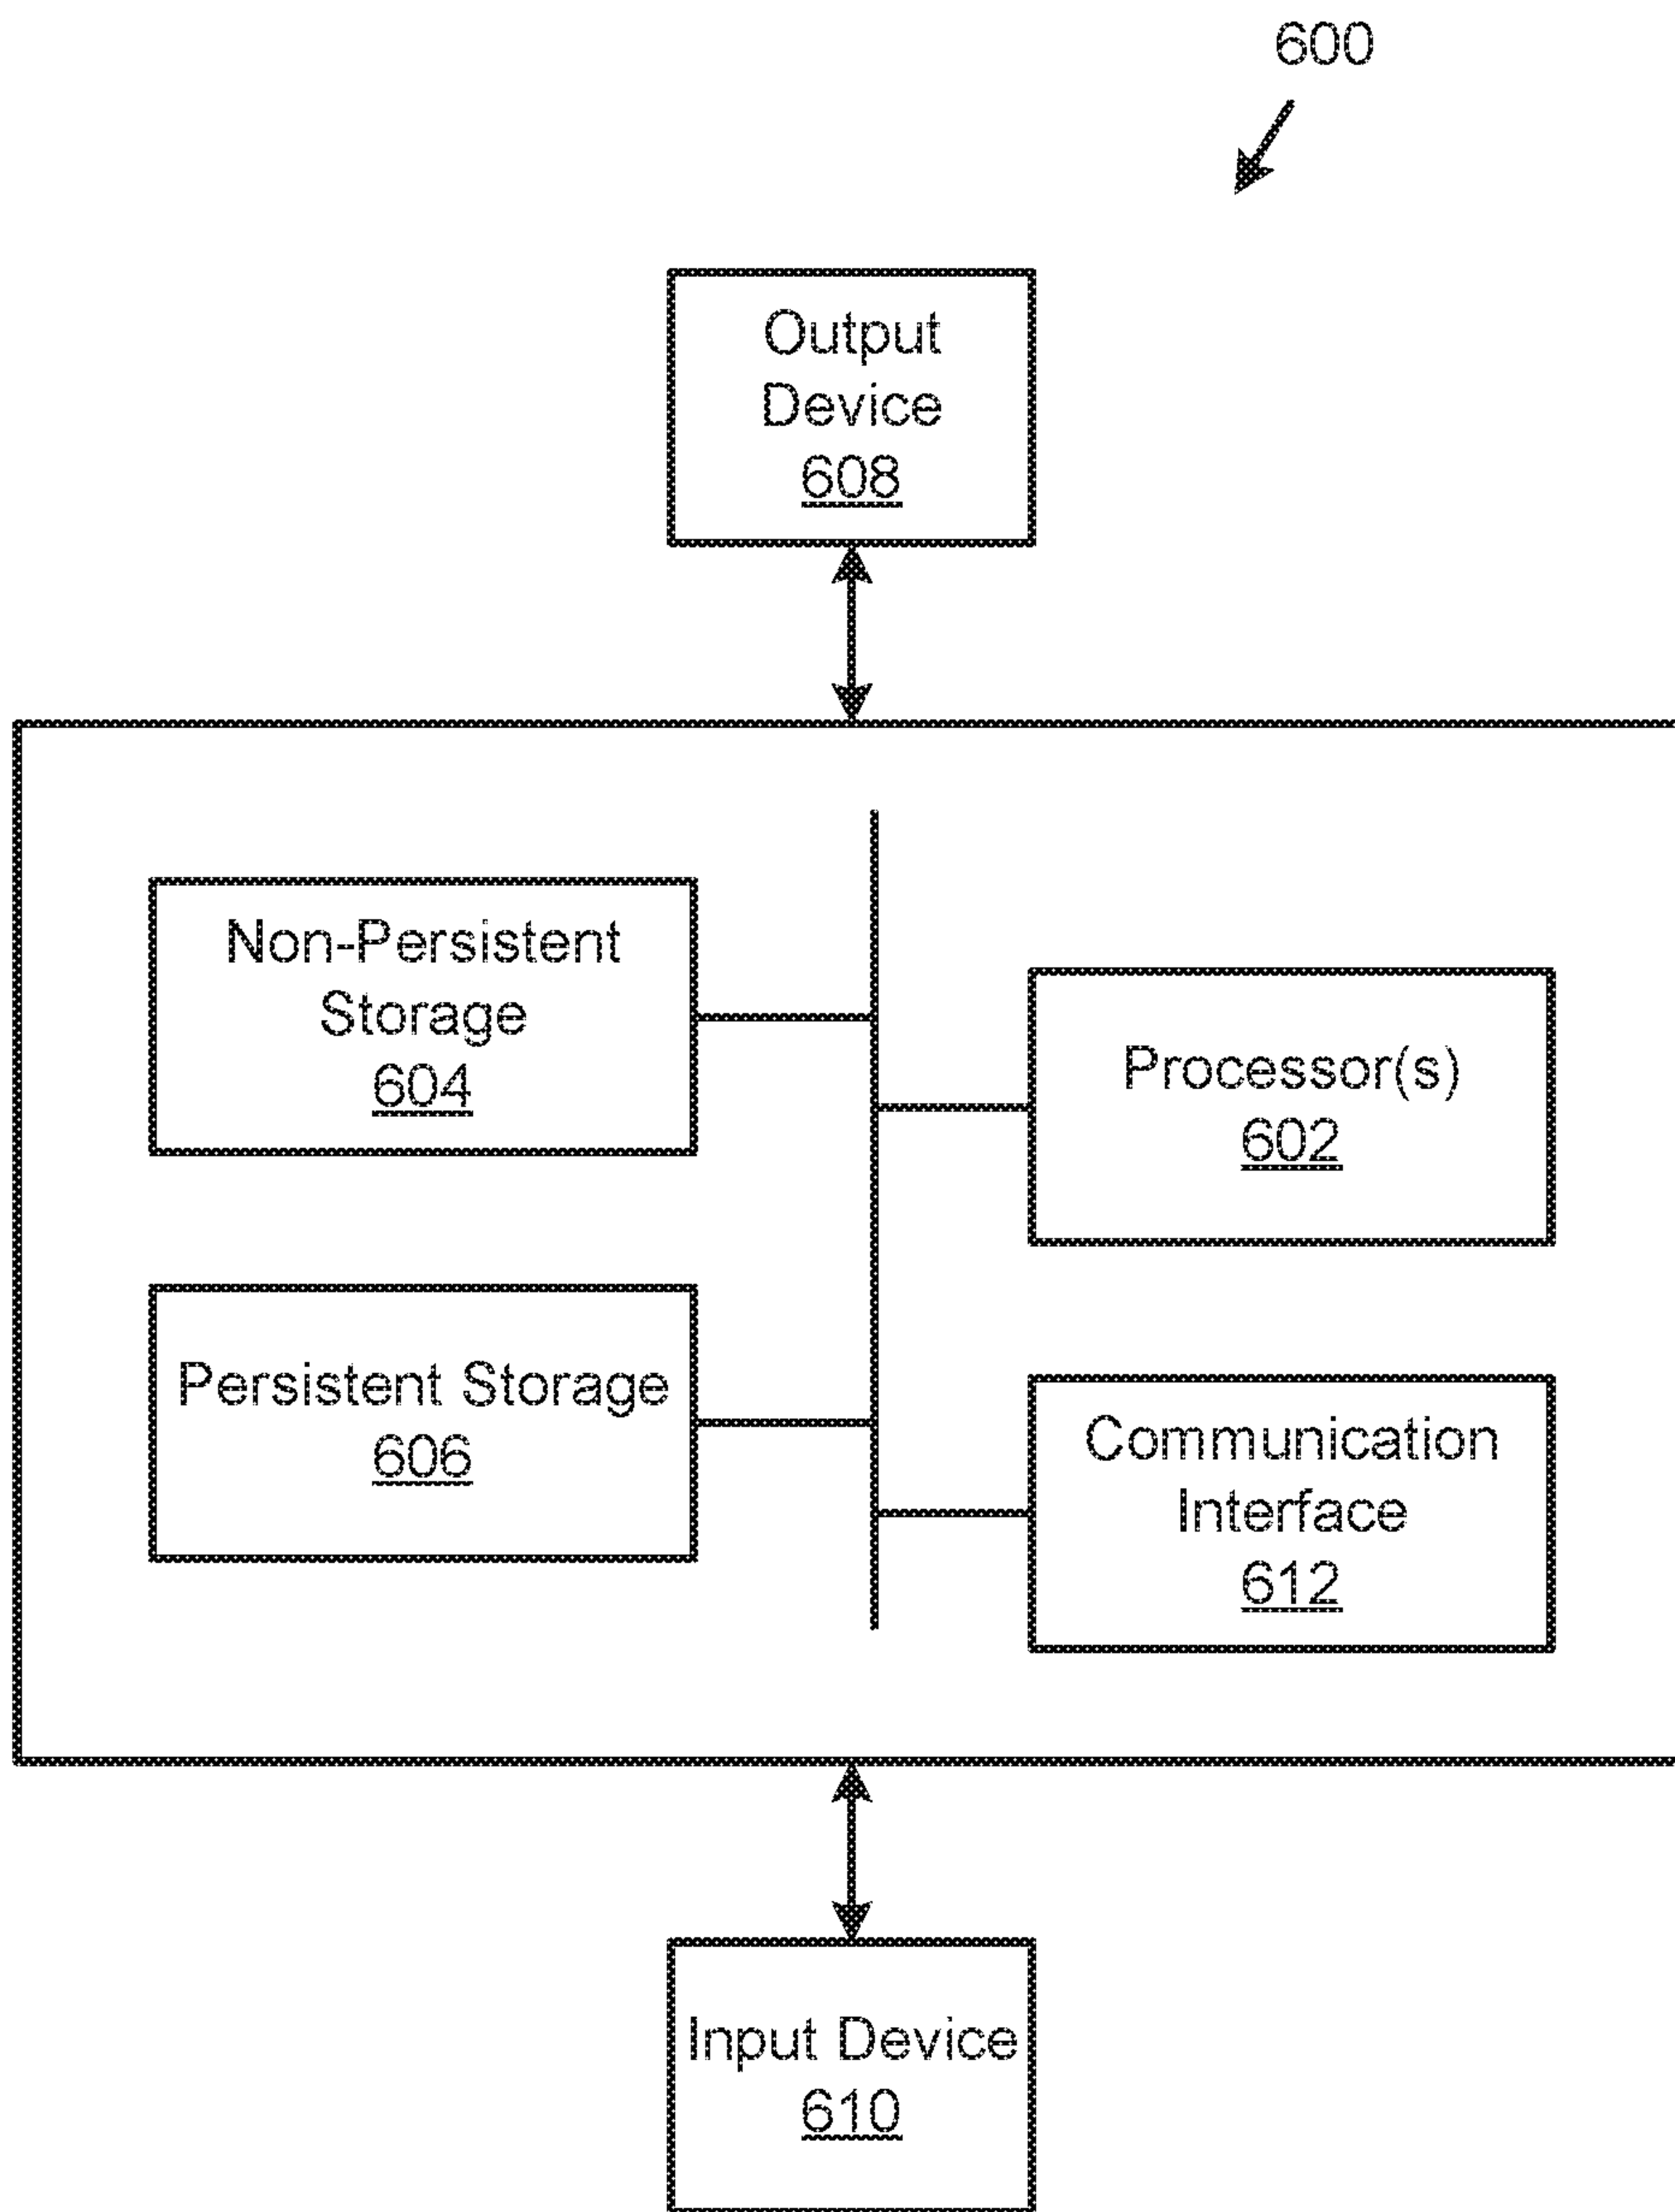 600
Output
Device
608
Non-Persistent
Storage
604
Processor(s)
602
Persistent Storage
606
Communication
Interface
612
Input Device
610